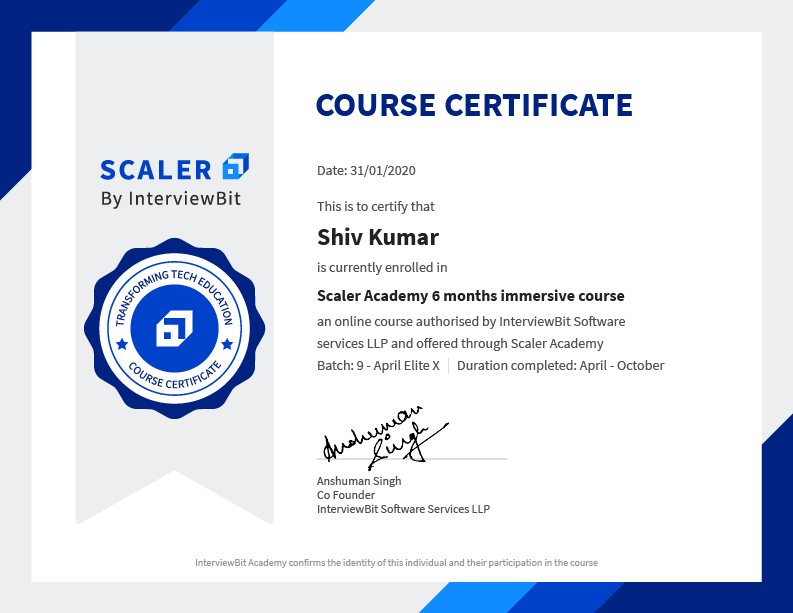 COURSE CERTIFICATE
SCALER
By InterviewBit
TRANSFORMING TECH EDUCATION
COURSE CERTIFICATE
Date: 31/01/2020
This is to certify that
Shiv Kumar
is currently enrolled in
Scaler Academy 6 months immersive course
an online course authorised by InterviewBit Software
services LLP and offered through Scaler Academy
Batch: 9 - April Elite X | Duration completed: April - October
Anshuman
Singh
Anshuman Singh
Co Founder
InterviewBit Software Services LLP
InterviewBit Academy confirms the identity of this individual and their participation in the course